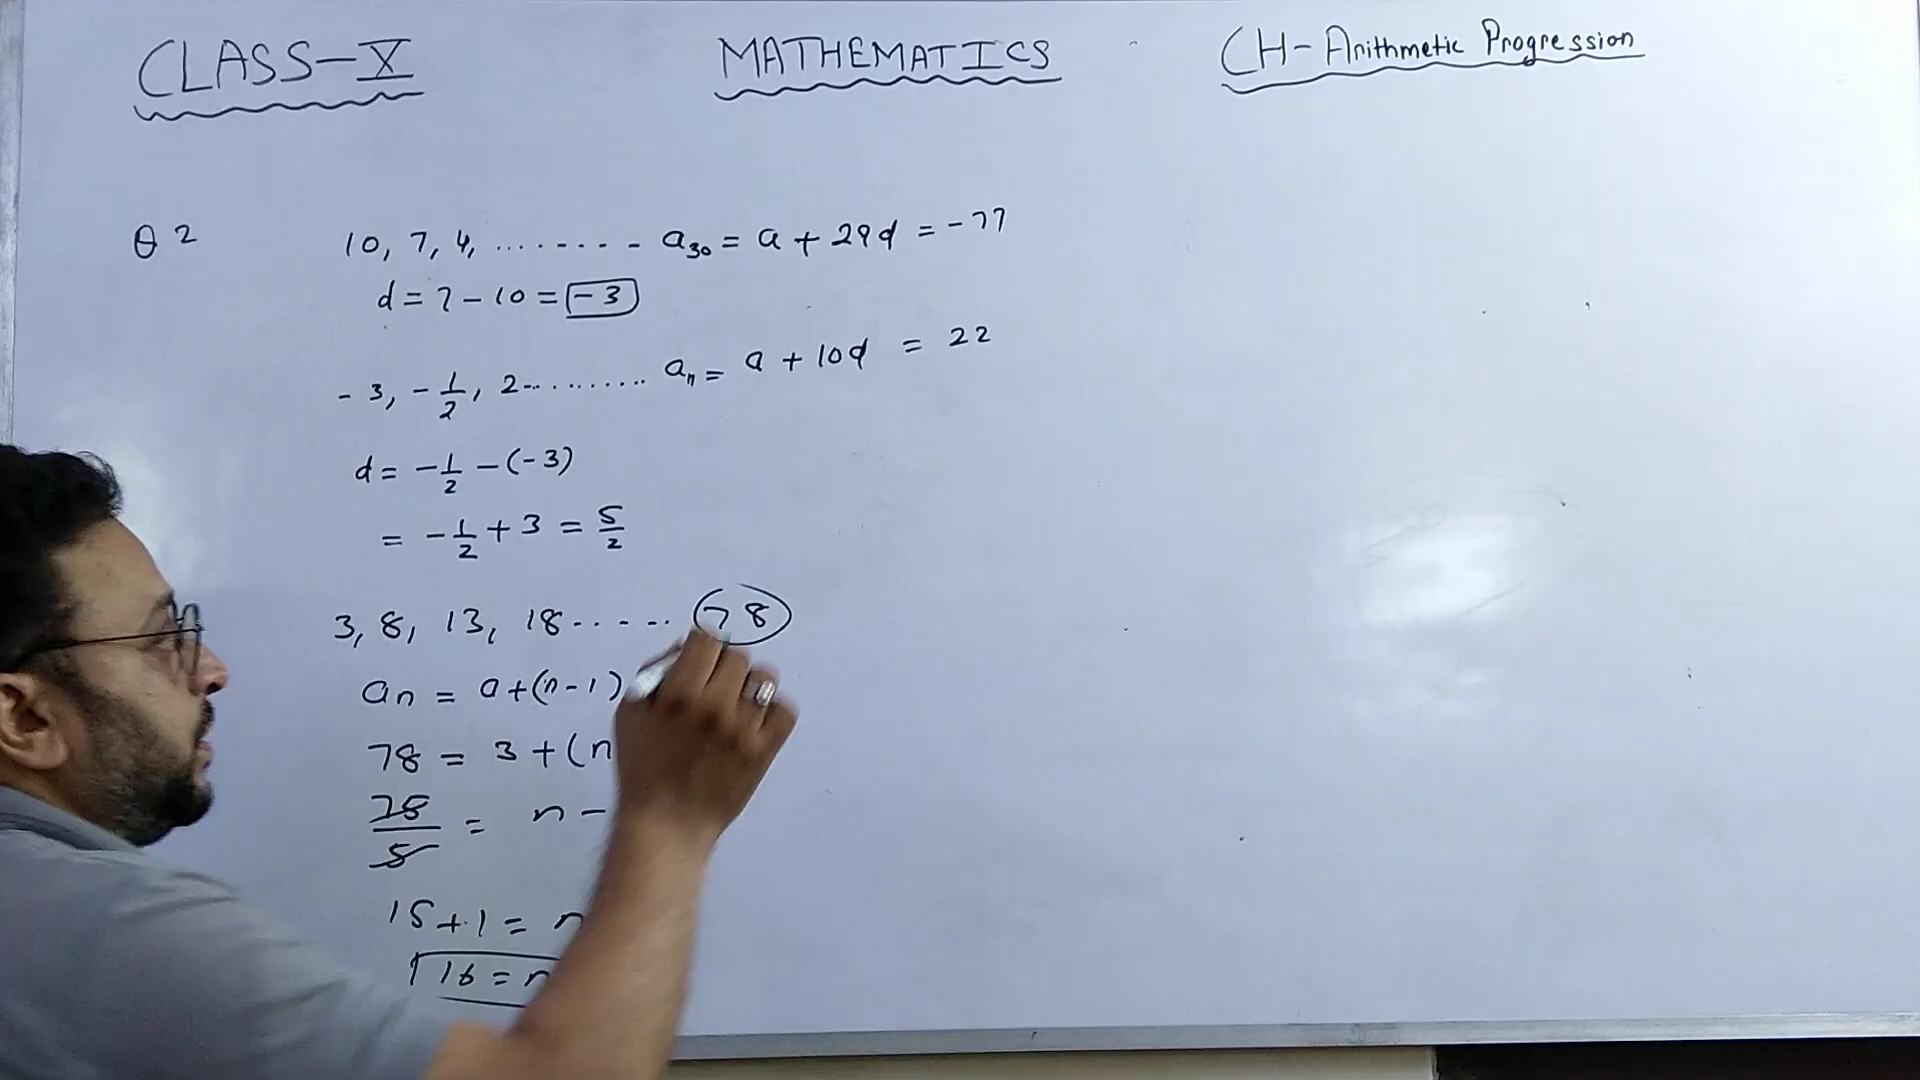 CLASS-X MATHEMATICS CH-Arithmetic Progression
Q 2 10, 7, 4, ........ a₃₀ = a + 29d = -77
d = 7 - 10 = -3
-3, -1/2, 2........... aₙ = a + 10d = 22
d = -1/2 - (-3)
= -1/2 + 3 = 5/2
3, 8, 13, 18...... 78
an = a+(n-1)
78 = 3 + (n
/5 = n -
15+1 = n
16 = n